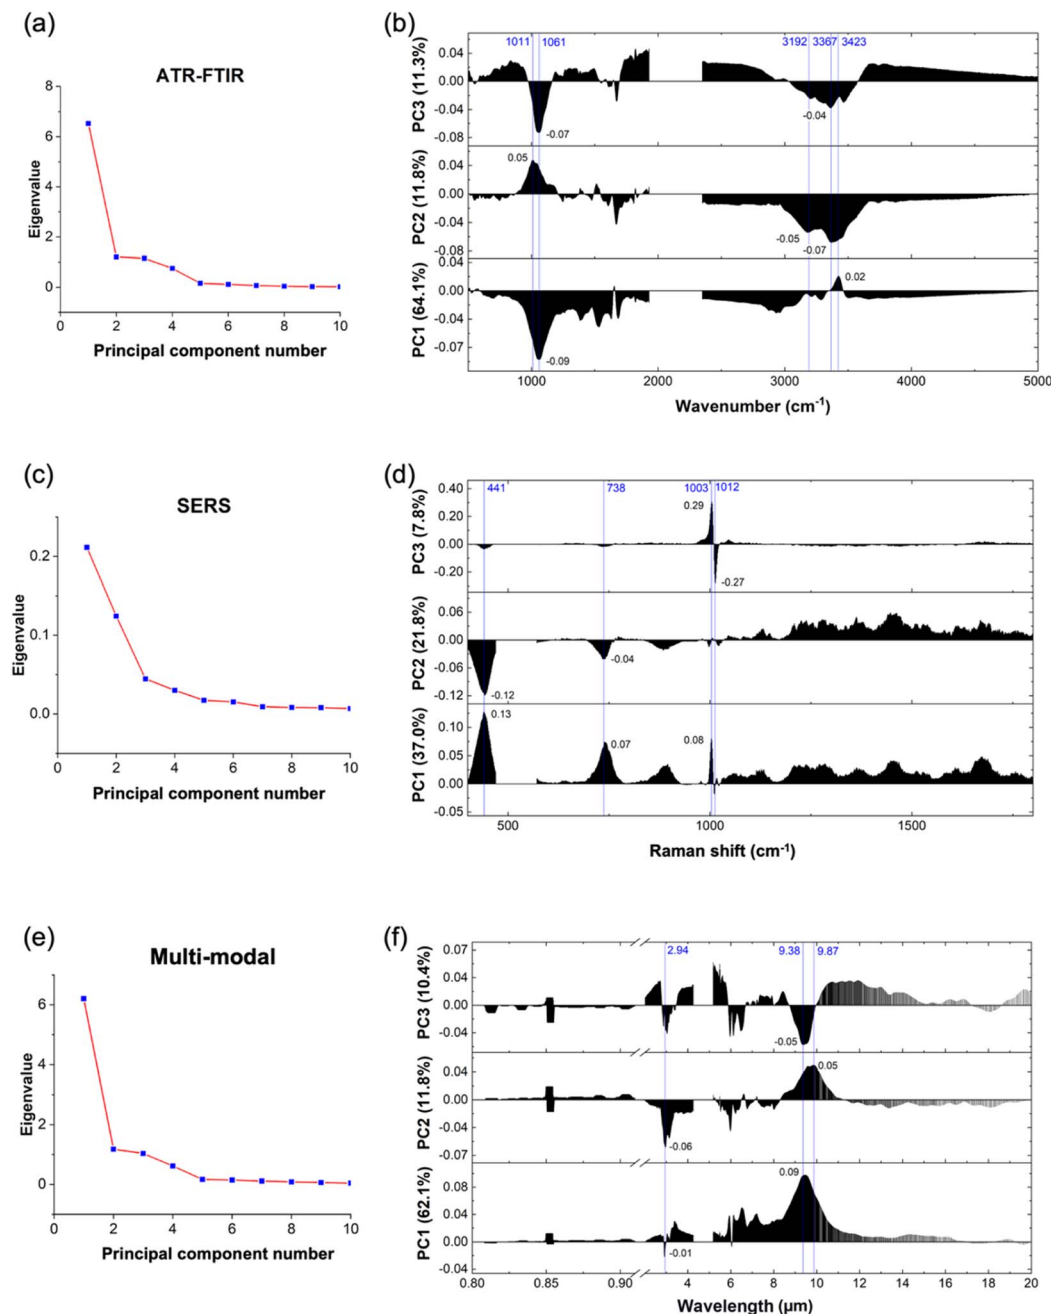 (a)
ATR-FTIR
8
6
4
2
0
Eigenvalue
0 2 4 6 8 10
Principal component number
(b)
1011 1061 3192 3367 3423
0.04
0.00
-0.04
-0.08
PC3 (11.3%)
-0.07
-0.04
0.04
0.00
-0.04
-0.08
PC2 (11.8%)
0.05
-0.05
-0.07
0.04
0.00
-0.07
PC1 (64.1%)
0.02
-0.09
1000 2000 3000 4000 5000
Wavenumber (cm-1)
(c)
SERS
0.2
0.1
0.0
Eigenvalue
0 2 4 6 8 10
Principal component number
(d)
441 738 1003 1012
0.40
0.20
0.00
-0.20
PC3 (7.8%)
0.29
-0.27
0.06
0.00
-0.06
-0.12
PC2 (21.8%)
-0.04
-0.12
0.10
0.05
0.00
-0.05
PC1 (37.0%)
0.13
0.07
0.08
500 1000 1500
Raman shift (cm-1)
(e)
Multi-modal
6
4
2
0
Eigenvalue
0 2 4 6 8 10
Principal component number
(f)
2.94 9.38 9.87
0.07
0.04
0.00
-0.04
PC3 (10.4%)
-0.05
0.04
0.00
-0.04
-0.07
PC2 (11.8%)
0.05
-0.06
0.08
0.04
0.00
-0.04
PC1 (62.1%)
0.09
-0.01
0.80 0.85 0.90 4 6 8 10 12 14 16 18 20
Wavelength (μm)